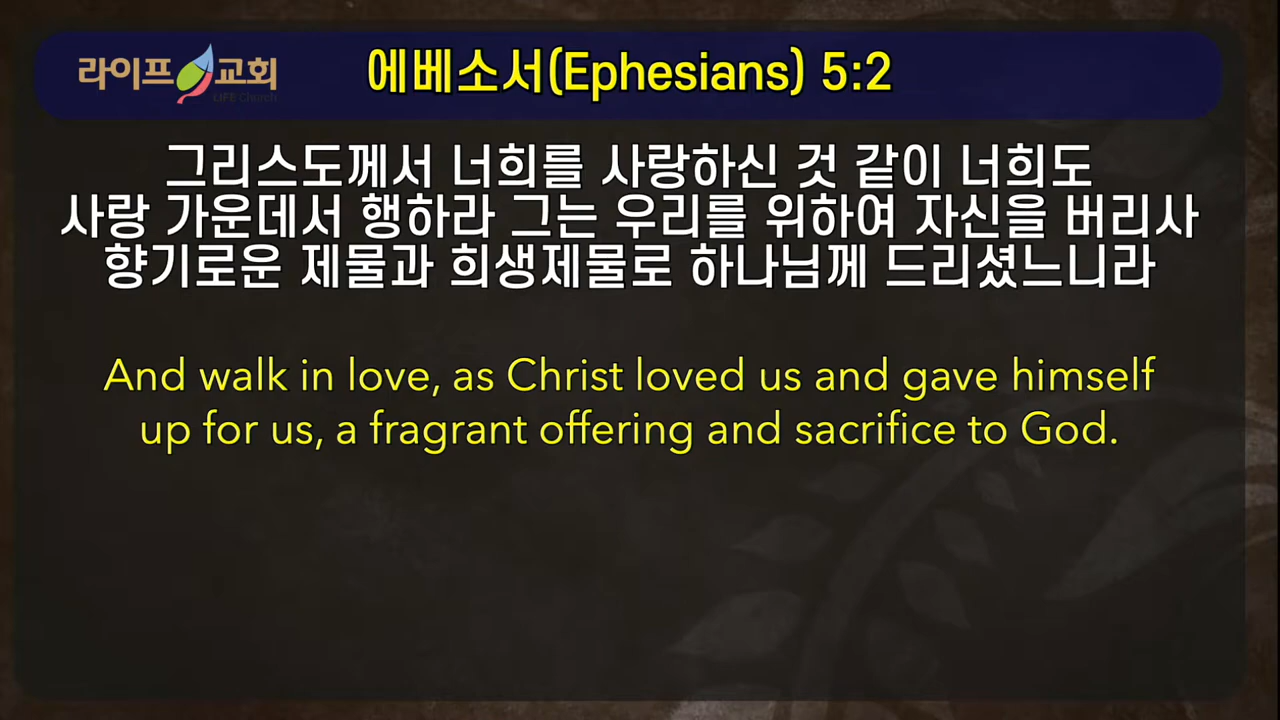 라이프교회
LIFE Church
에베소서(Ephesians) 5:2
그리스도께서 너희를 사랑하신 것 같이 너희도
사랑 가운데서 행하라 그는 우리를 위하여 자신을 버리사
향기로운 제물과 희생제물로 하나님께 드리셨느니라
And walk in love, as Christ loved us and gave himself
up for us, a fragrant offering and sacrifice to God.